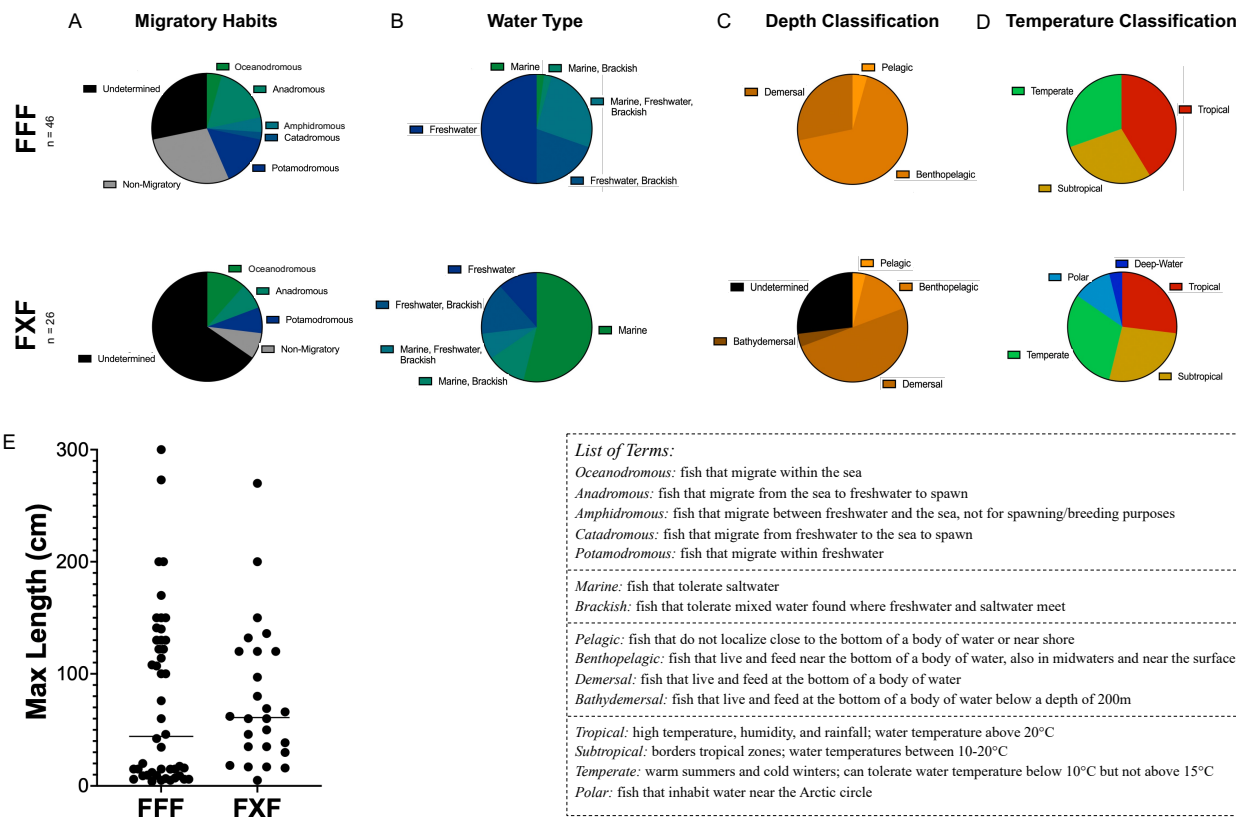 A Migratory Habits
B Water Type
C Depth Classification
D Temperature Classification
FFF
n = 46
Oceanodromous
Undetermined
Anadromous
Amphidromous
Catadromous
Potamodromous
Non-Migratory
Marine
Marine, Brackish
Marine, Freshwater,
Brackish
Freshwater
Freshwater, Brackish
Pelagic
Demersal
Benthopelagic
Temperate
Tropical
Subtropical
FXF
n = 26
Oceanodromous
Anadromous
Potamodromous
Non-Migratory
Undetermined
Freshwater
Freshwater, Brackish
Marine
Marine, Freshwater,
Brackish
Marine, Brackish
Pelagic
Undetermined
Benthopelagic
Bathydemersal
Demersal
Deep-Water
Polar
Tropical
Temperate
Subtropical
E
Max Length (cm)
300
200
100
0
FFF FXF
List of Terms:
Oceanodromous: fish that migrate within the sea
Anadromous: fish that migrate from the sea to freshwater to spawn
Amphidromous: fish that migrate between freshwater and the sea, not for spawning/breeding purposes
Catadromous: fish that migrate from freshwater to the sea to spawn
Potamodromous: fish that migrate within freshwater
Marine: fish that tolerate saltwater
Brackish: fish that tolerate mixed water found where freshwater and saltwater meet
Pelagic: fish that do not localize close to the bottom of a body of water or near shore
Benthopelagic: fish that live and feed near the bottom of a body of water, also in midwaters and near the surface
Demersal: fish that live and feed at the bottom of a body of water
Bathydemersal: fish that live and feed at the bottom of a body of water below a depth of 200m
Tropical: high temperature, humidity, and rainfall; water temperature above 20°C
Subtropical: borders tropical zones; water temperatures between 10-20°C
Temperate: warm summers and cold winters; can tolerate water temperature below 10°C but not above 15°C
Polar: fish that inhabit water near the Arctic circle